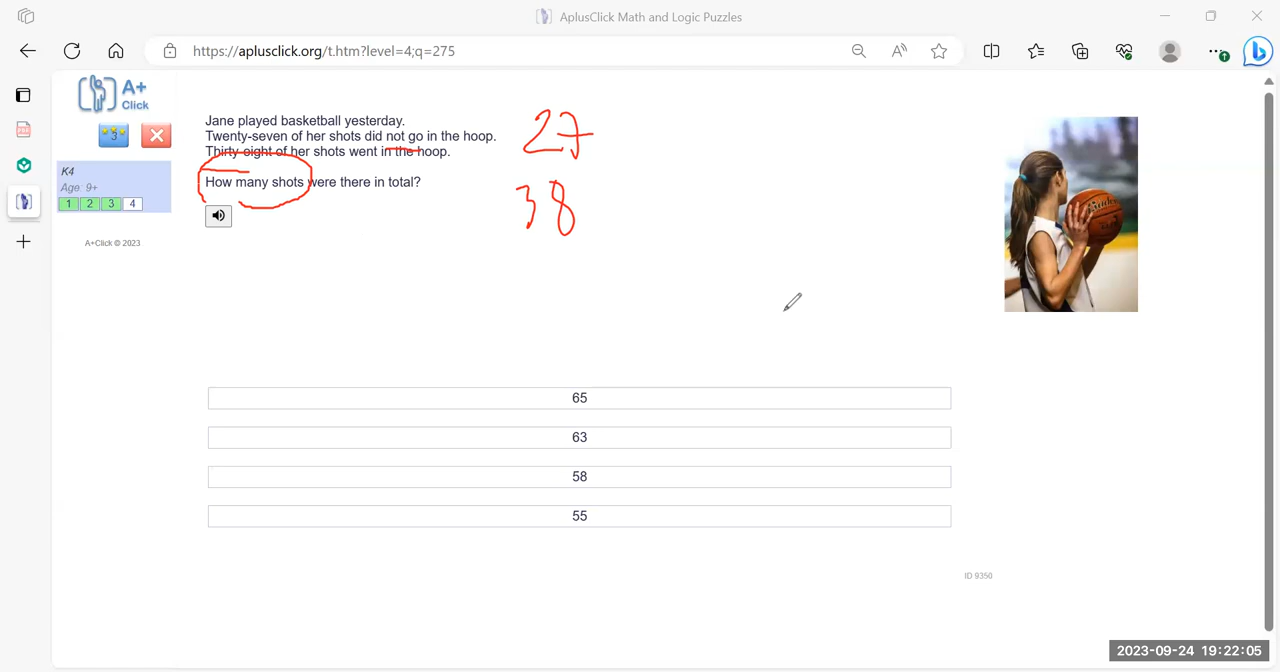 AplusClick Math and Logic Puzzles
https://aplusclick.org/t.htm?level=4;q=275
A+
Click
3
K4
Age: 9+
1 2 3 4
A+Click © 2023
Jane played basketball yesterday.
Twenty-seven of her shots did not go in the hoop.
Thirty-eight of her shots went in the hoop.
How many shots were there in total?
27
38
65
63
58
55
ID 9350
2023-09-24 19:22:05